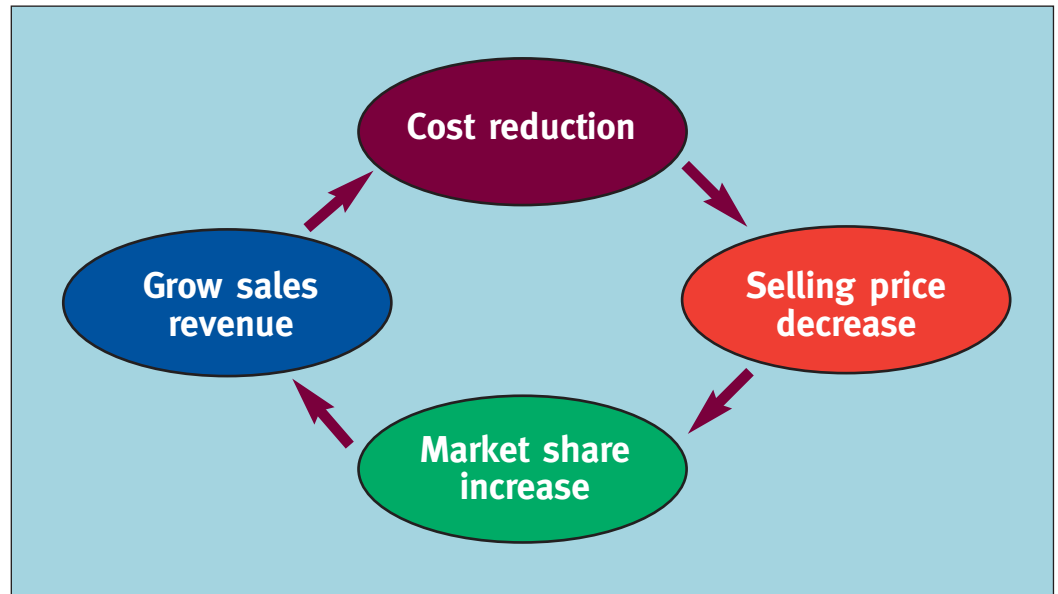 Cost reduction
Selling price
decrease
Market share
increase
Grow sales
revenue